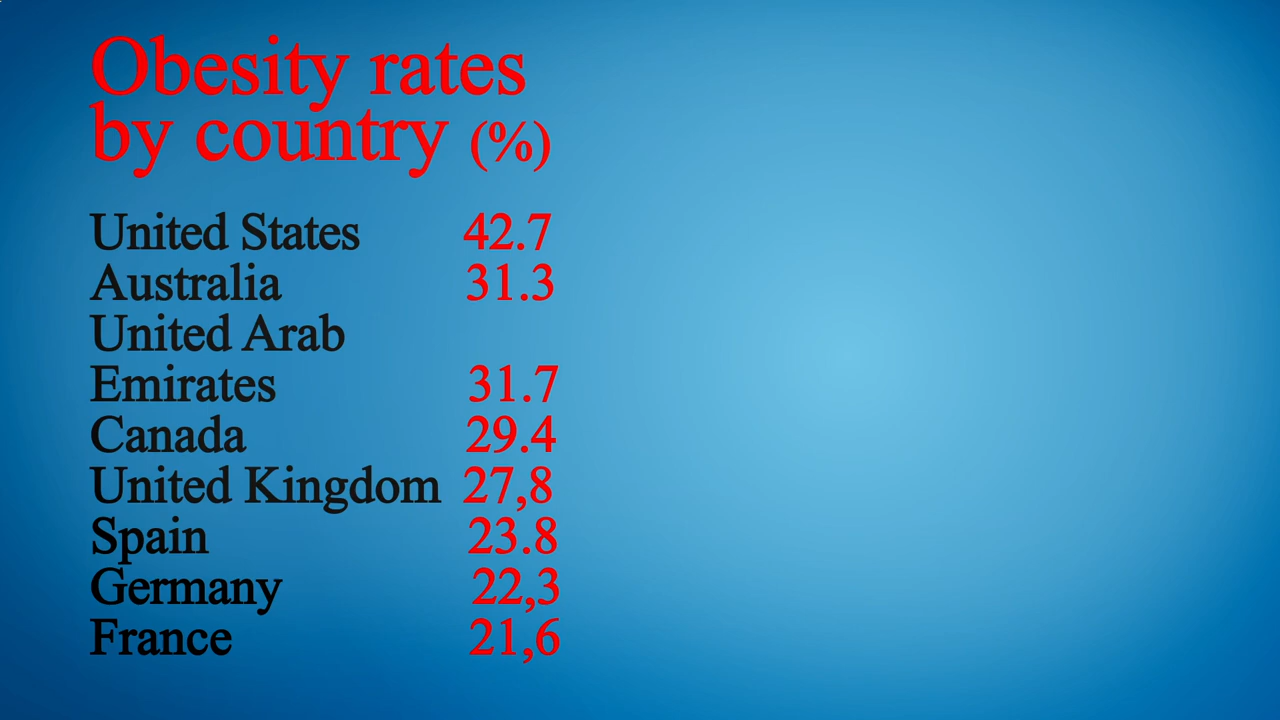 Obesity rates
by country (%)
United States 42.7
Australia 31.3
United Arab
Emirates 31.7
Canada 29.4
United Kingdom 27,8
Spain 23.8
Germany 22,3
France 21,6